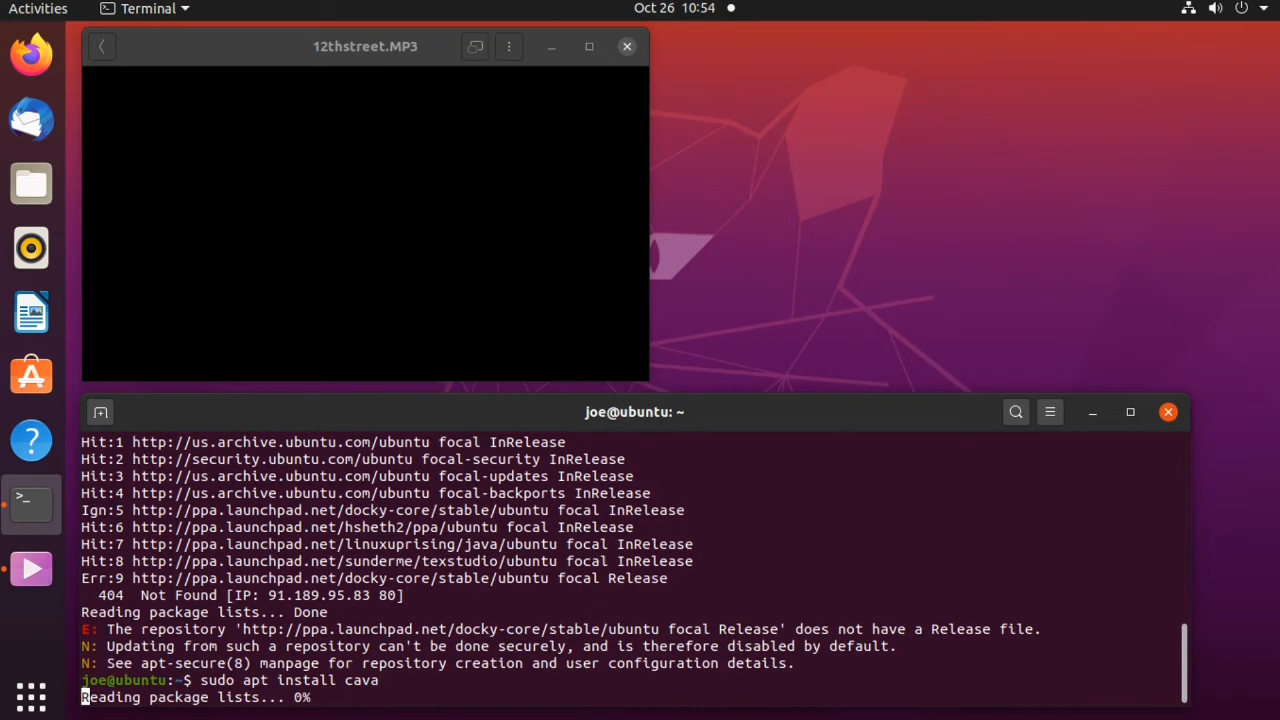 Activities
Terminal
Oct 26 10:54
12thstreet.MP3
joe@ubuntu: ~
Hit:1 http://us.archive.ubuntu.com/ubuntu focal InRelease
Hit:2 http://security.ubuntu.com/ubuntu focal-security InRelease
Hit:3 http://us.archive.ubuntu.com/ubuntu focal-updates InRelease
Hit:4 http://us.archive.ubuntu.com/ubuntu focal-backports InRelease
Ign:5 http://ppa.launchpad.net/docky-core/stable/ubuntu focal InRelease
Hit:6 http://ppa.launchpad.net/hsheth2/ppa/ubuntu focal InRelease
Hit:7 http://ppa.launchpad.net/linuxuprising/java/ubuntu focal InRelease
Hit:8 http://ppa.launchpad.net/sunderme/texstudio/ubuntu focal InRelease
Err:9 http://ppa.launchpad.net/docky-core/stable/ubuntu focal Release
  404  Not Found [IP: 91.189.95.83 80]
Reading package lists... Done
E: The repository 'http://ppa.launchpad.net/docky-core/stable/ubuntu focal Release' does not have a Release file.
N: Updating from such a repository can't be done securely, and is therefore disabled by default.
N: See apt-secure(8) manpage for repository creation and user configuration details.
joe@ubuntu:~$ sudo apt install cava
Reading package lists... 0%